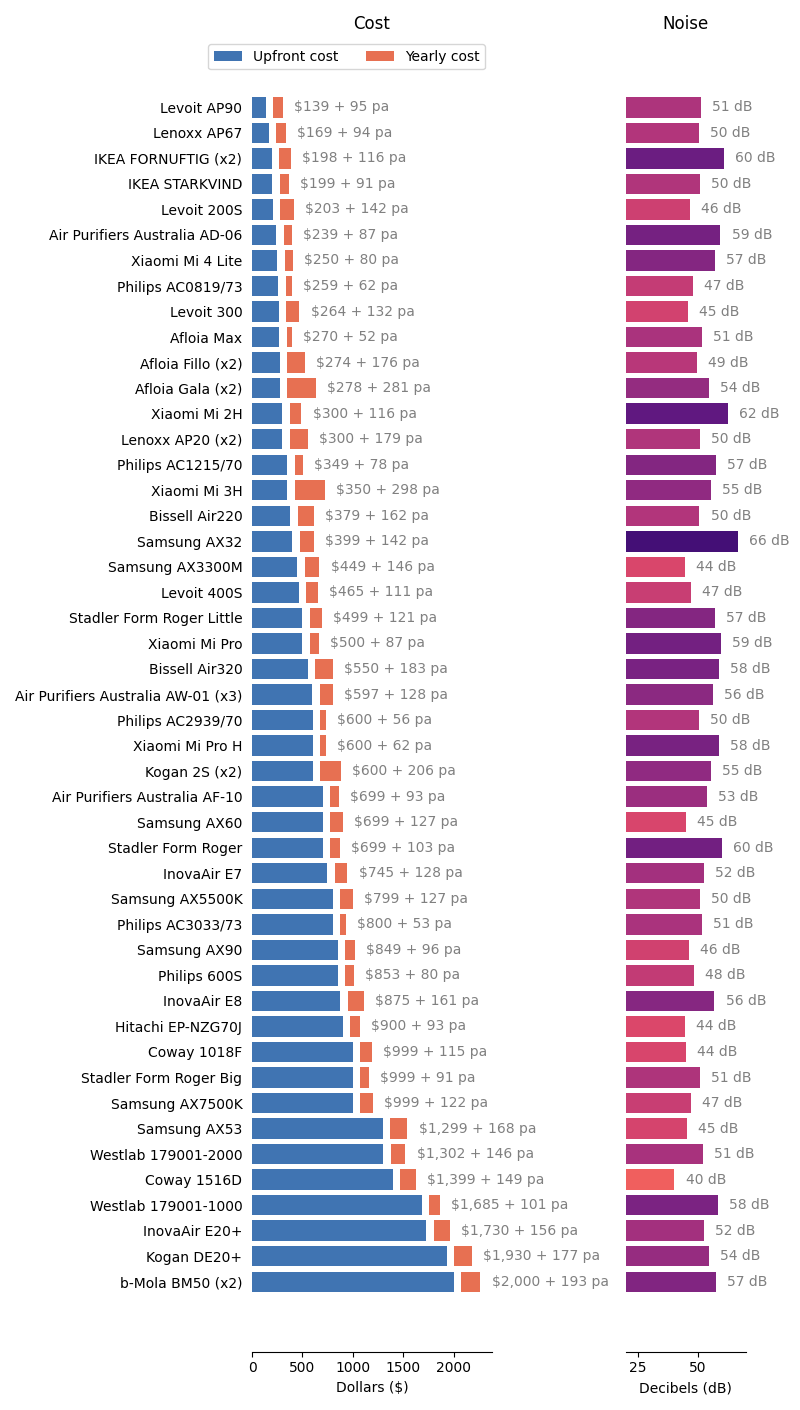 Cost Noise
Upfront cost Yearly cost
Levoit AP90 $139 + 95 pa 51 dB
Lenoxx AP67 $169 + 94 pa 50 dB
IKEA FORNUFTIG (x2) $198 + 116 pa 60 dB
IKEA STARKVIND $199 + 91 pa 50 dB
Levoit 200S $203 + 142 pa 46 dB
Air Purifiers Australia AD-06 $239 + 87 pa 59 dB
Xiaomi Mi 4 Lite $250 + 80 pa 57 dB
Philips AC0819/73 $259 + 62 pa 47 dB
Levoit 300 $264 + 132 pa 45 dB
Afloia Max $270 + 52 pa 51 dB
Afloia Fillo (x2) $274 + 176 pa 49 dB
Afloia Gala (x2) $278 + 281 pa 54 dB
Xiaomi Mi 2H $300 + 116 pa 62 dB
Lenoxx AP20 (x2) $300 + 179 pa 50 dB
Philips AC1215/70 $349 + 78 pa 57 dB
Xiaomi Mi 3H $350 + 298 pa 55 dB
Bissell Air220 $379 + 162 pa 50 dB
Samsung AX32 $399 + 142 pa 66 dB
Samsung AX3300M $449 + 146 pa 44 dB
Levoit 400S $465 + 111 pa 47 dB
Stadler Form Roger Little $499 + 121 pa 57 dB
Xiaomi Mi Pro $500 + 87 pa 59 dB
Bissell Air320 $550 + 183 pa 58 dB
Air Purifiers Australia AW-01 (x3) $597 + 128 pa 56 dB
Philips AC2939/70 $600 + 56 pa 50 dB
Xiaomi Mi Pro H $600 + 62 pa 58 dB
Kogan 2S (x2) $600 + 206 pa 55 dB
Air Purifiers Australia AF-10 $699 + 93 pa 53 dB
Samsung AX60 $699 + 127 pa 45 dB
Stadler Form Roger $699 + 103 pa 60 dB
InovaAir E7 $745 + 128 pa 52 dB
Samsung AX5500K $799 + 127 pa 50 dB
Philips AC3033/73 $800 + 53 pa 51 dB
Samsung AX90 $849 + 96 pa 46 dB
Philips 600S $853 + 80 pa 48 dB
InovaAir E8 $875 + 161 pa 56 dB
Hitachi EP-NZG70J $900 + 93 pa 44 dB
Coway 1018F $999 + 115 pa 44 dB
Stadler Form Roger Big $999 + 91 pa 51 dB
Samsung AX7500K $999 + 122 pa 47 dB
Samsung AX53 $1,299 + 168 pa 45 dB
Westlab 179001-2000 $1,302 + 146 pa 51 dB
Coway 1516D $1,399 + 149 pa 40 dB
Westlab 179001-1000 $1,685 + 101 pa 58 dB
InovaAir E20+ $1,730 + 156 pa 52 dB
Kogan DE20+ $1,930 + 177 pa 54 dB
b-Mola BM50 (x2) $2,000 + 193 pa 57 dB
0 500 1000 1500 2000 25 50
Dollars ($) Decibels (dB)